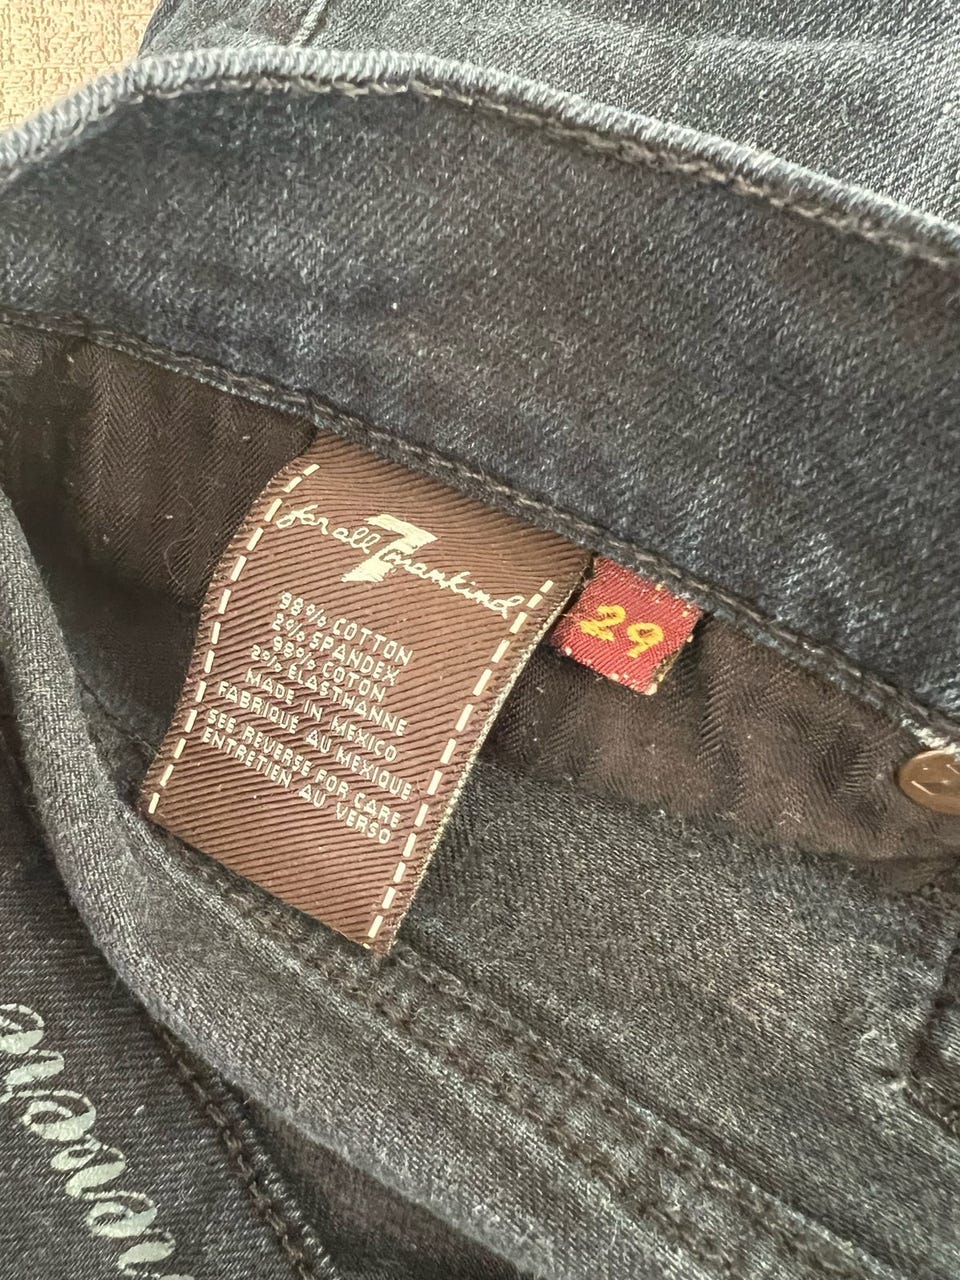 for all 7 mankind
98% COTTON
2% SPANDEX
98% COTON
2% ELASTHANNE
MADE IN MEXICO
FABRIQUÉ AU MEXIQUE
SEE REVERSE FOR CARE
ENTRETIEN AU VERSO
29